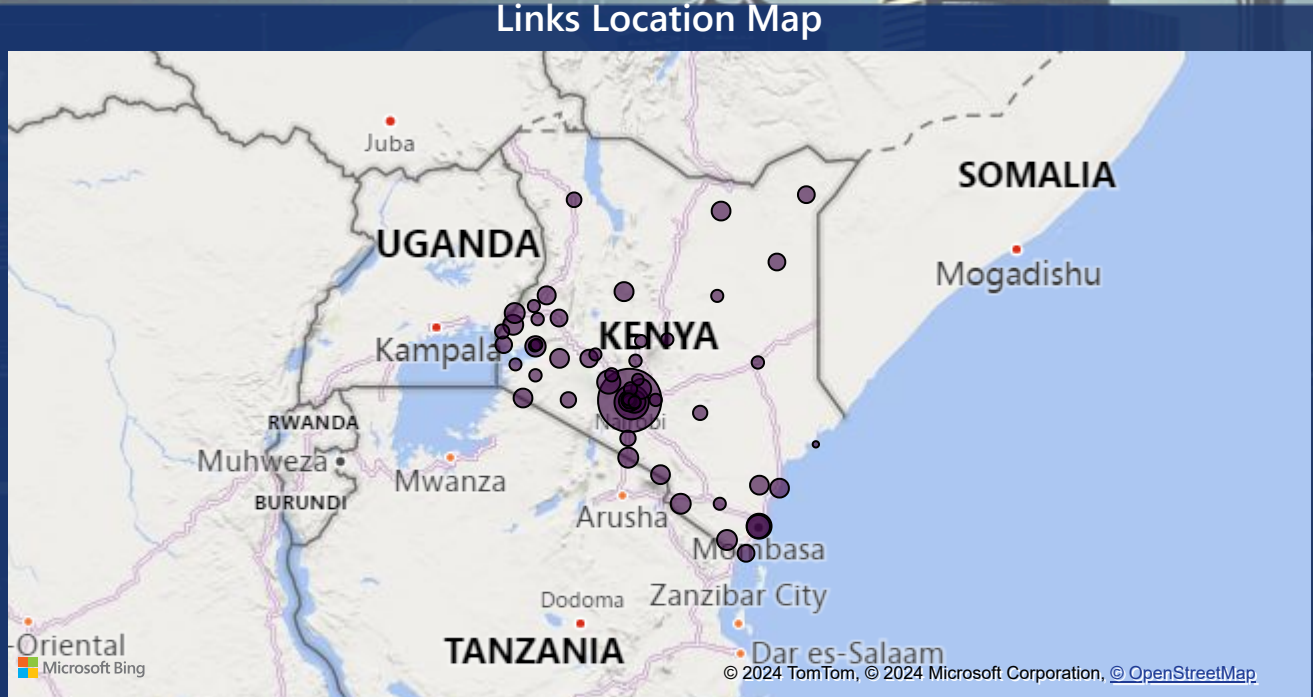 Links Location Map
Juba
SOMALIA
UGANDA
Mogadishu
KENYA
Kampala
RWANDA
Nairobi
Muhweza
Mwanza
BURUNDI
Arusha
Mombasa
Dodoma
Zanzibar City
-Oriental
TANZANIA
Dar es-Salaam
Microsoft Bing
© 2024 TomTom, © 2024 Microsoft Corporation, © OpenStreetMap